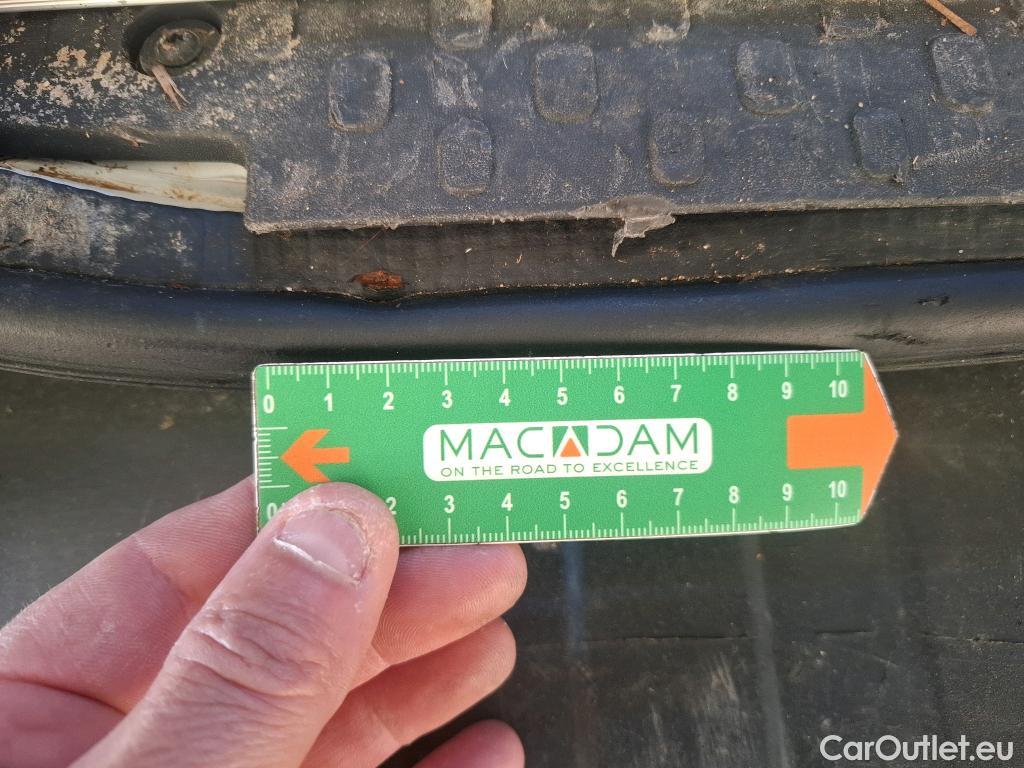 0 1 2 3 4 5 6 7 8 9 10
MACADAM
ON THE ROAD TO EXCELLENCE
0 2 3 4 5 6 7 8 9 10
CarOutlet.eu